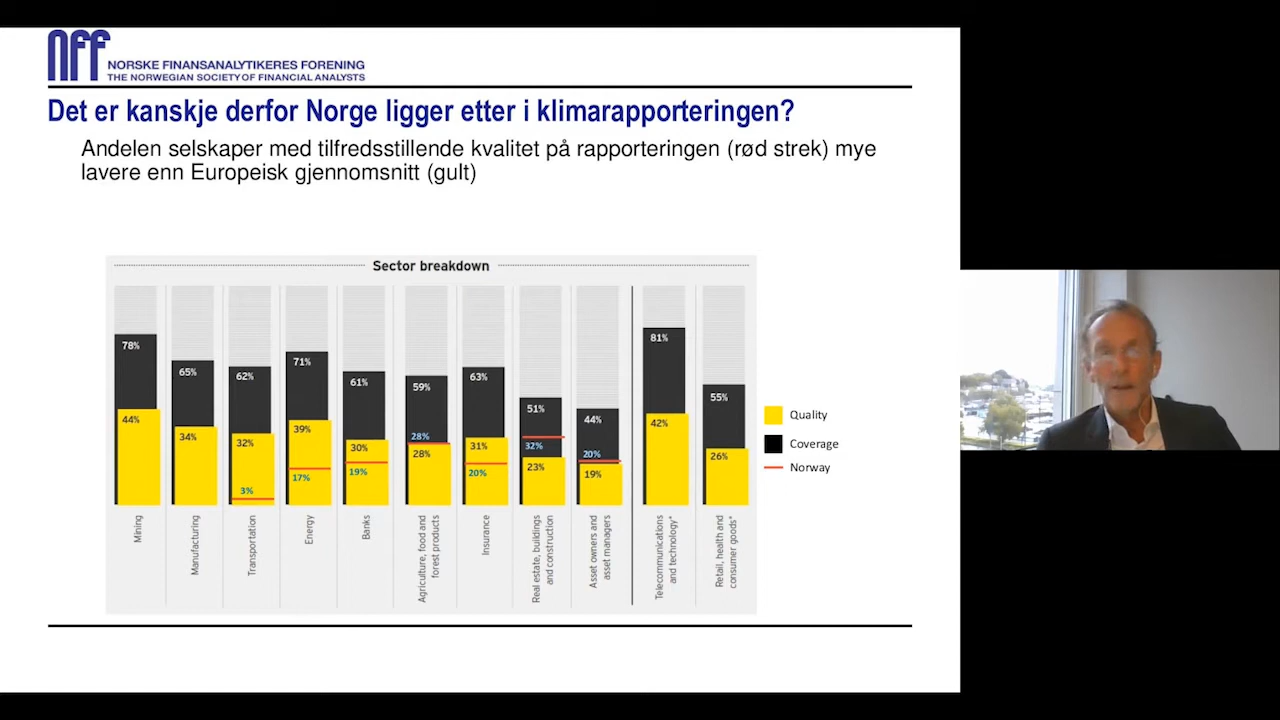 nff
NORSKE FINANSANALYTIKERES FORENING
THE NORWEGIAN SOCIETY OF FINANCIAL ANALYSTS
Det er kanskje derfor Norge ligger etter i klimarapporteringen?
Andelen selskaper med tilfredsstillende kvalitet på rapporteringen (rød strek) mye
lavere enn Europeisk gjennomsnitt (gult)
Sector breakdown
78%
44%
Mining
65%
34%
Manufacturing
62%
32%
3%
Transportation
71%
39%
17%
Energy
61%
30%
19%
Banks
59%
28%
28%
Agriculture, food and
forest products
63%
31%
20%
Insurance
51%
32%
23%
Real estate, buildings
and construction
44%
20%
19%
Asset owners and
asset managers
81%
42%
Telecommunications
and technology*
55%
26%
Retail, health and
consumer goods*
Quality
Coverage
Norway